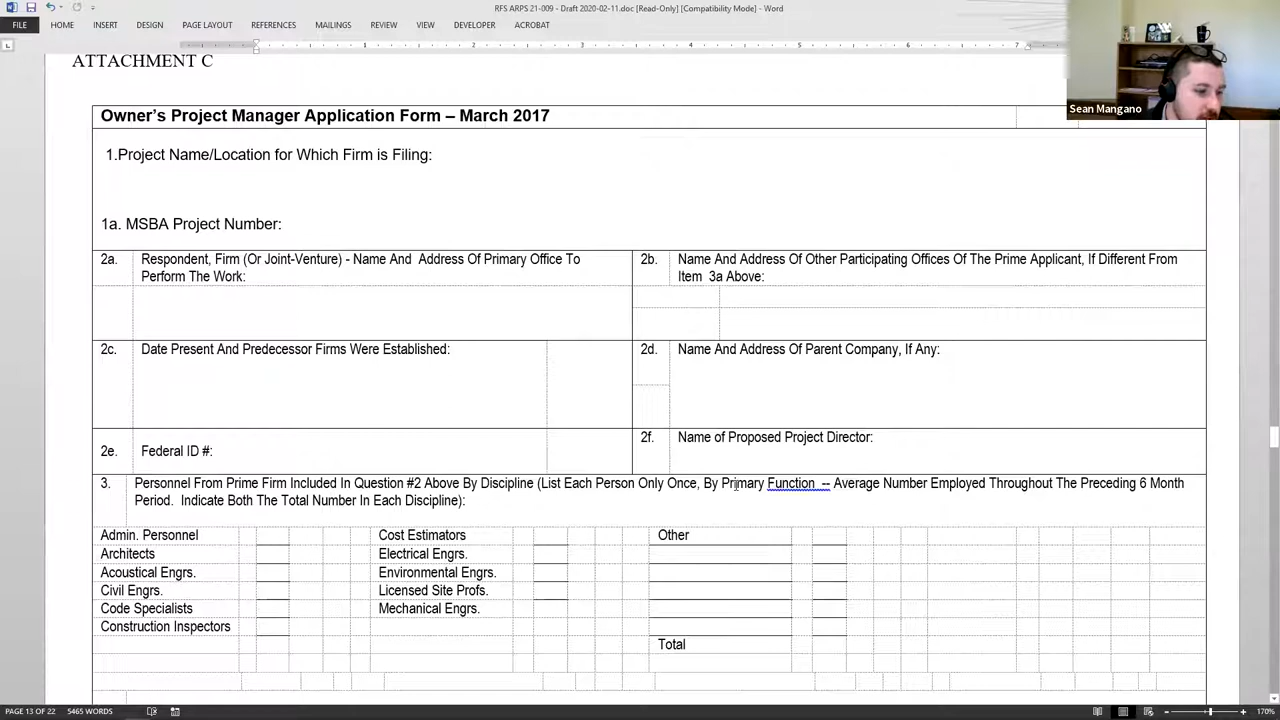 RFS ARPS 21-009 - Draft 2020-02-11.doc [Read-Only] [Compatibility Mode] - Word
FILE HOME INSERT DESIGN PAGE LAYOUT REFERENCES MAILINGS REVIEW VIEW DEVELOPER ACROBAT
1 2 3 4 5 6 7
Sean Mangano
ATTACHMENT C
Owner's Project Manager Application Form – March 2017
1.Project Name/Location for Which Firm is Filing:
1a. MSBA Project Number:
2a. Respondent, Firm (Or Joint-Venture) - Name And Address Of Primary Office To
Perform The Work:
2b. Name And Address Of Other Participating Offices Of The Prime Applicant, If Different From
Item 3a Above:
2c. Date Present And Predecessor Firms Were Established:
2d. Name And Address Of Parent Company, If Any:
2e. Federal ID #:
2f. Name of Proposed Project Director:
3. Personnel From Prime Firm Included In Question #2 Above By Discipline (List Each Person Only Once, By Primary Function -- Average Number Employed Throughout The Preceding 6 Month
Period. Indicate Both The Total Number In Each Discipline):
Admin. Personnel Cost Estimators Other
Architects Electrical Engrs.
Acoustical Engrs. Environmental Engrs.
Civil Engrs. Licensed Site Profs.
Code Specialists Mechanical Engrs.
Construction Inspectors
Total
PAGE 13 OF 22 5465 WORDS 170%